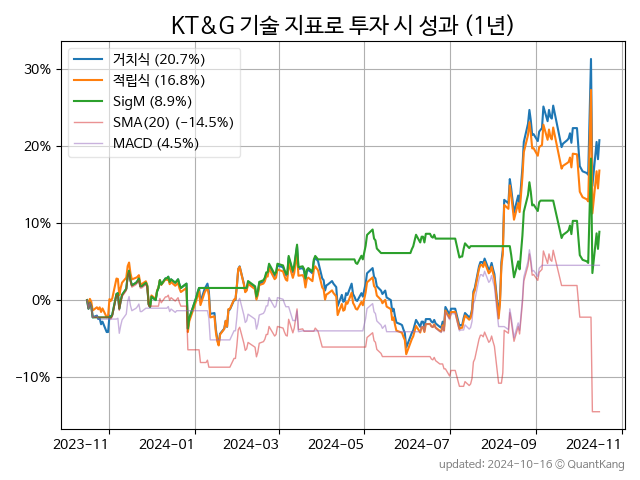 KT&G 기술 지표로 투자 시 성과 (1년)
거치식 (20.7%)
적립식 (16.8%)
SigM (8.9%)
SMA(20) (−14.5%)
MACD (4.5%)
30%
20%
10%
0%
−10%
2023-11 2024-01 2024-03 2024-05 2024-07 2024-09 2024-11
updated: 2024-10-16 © QuantKang